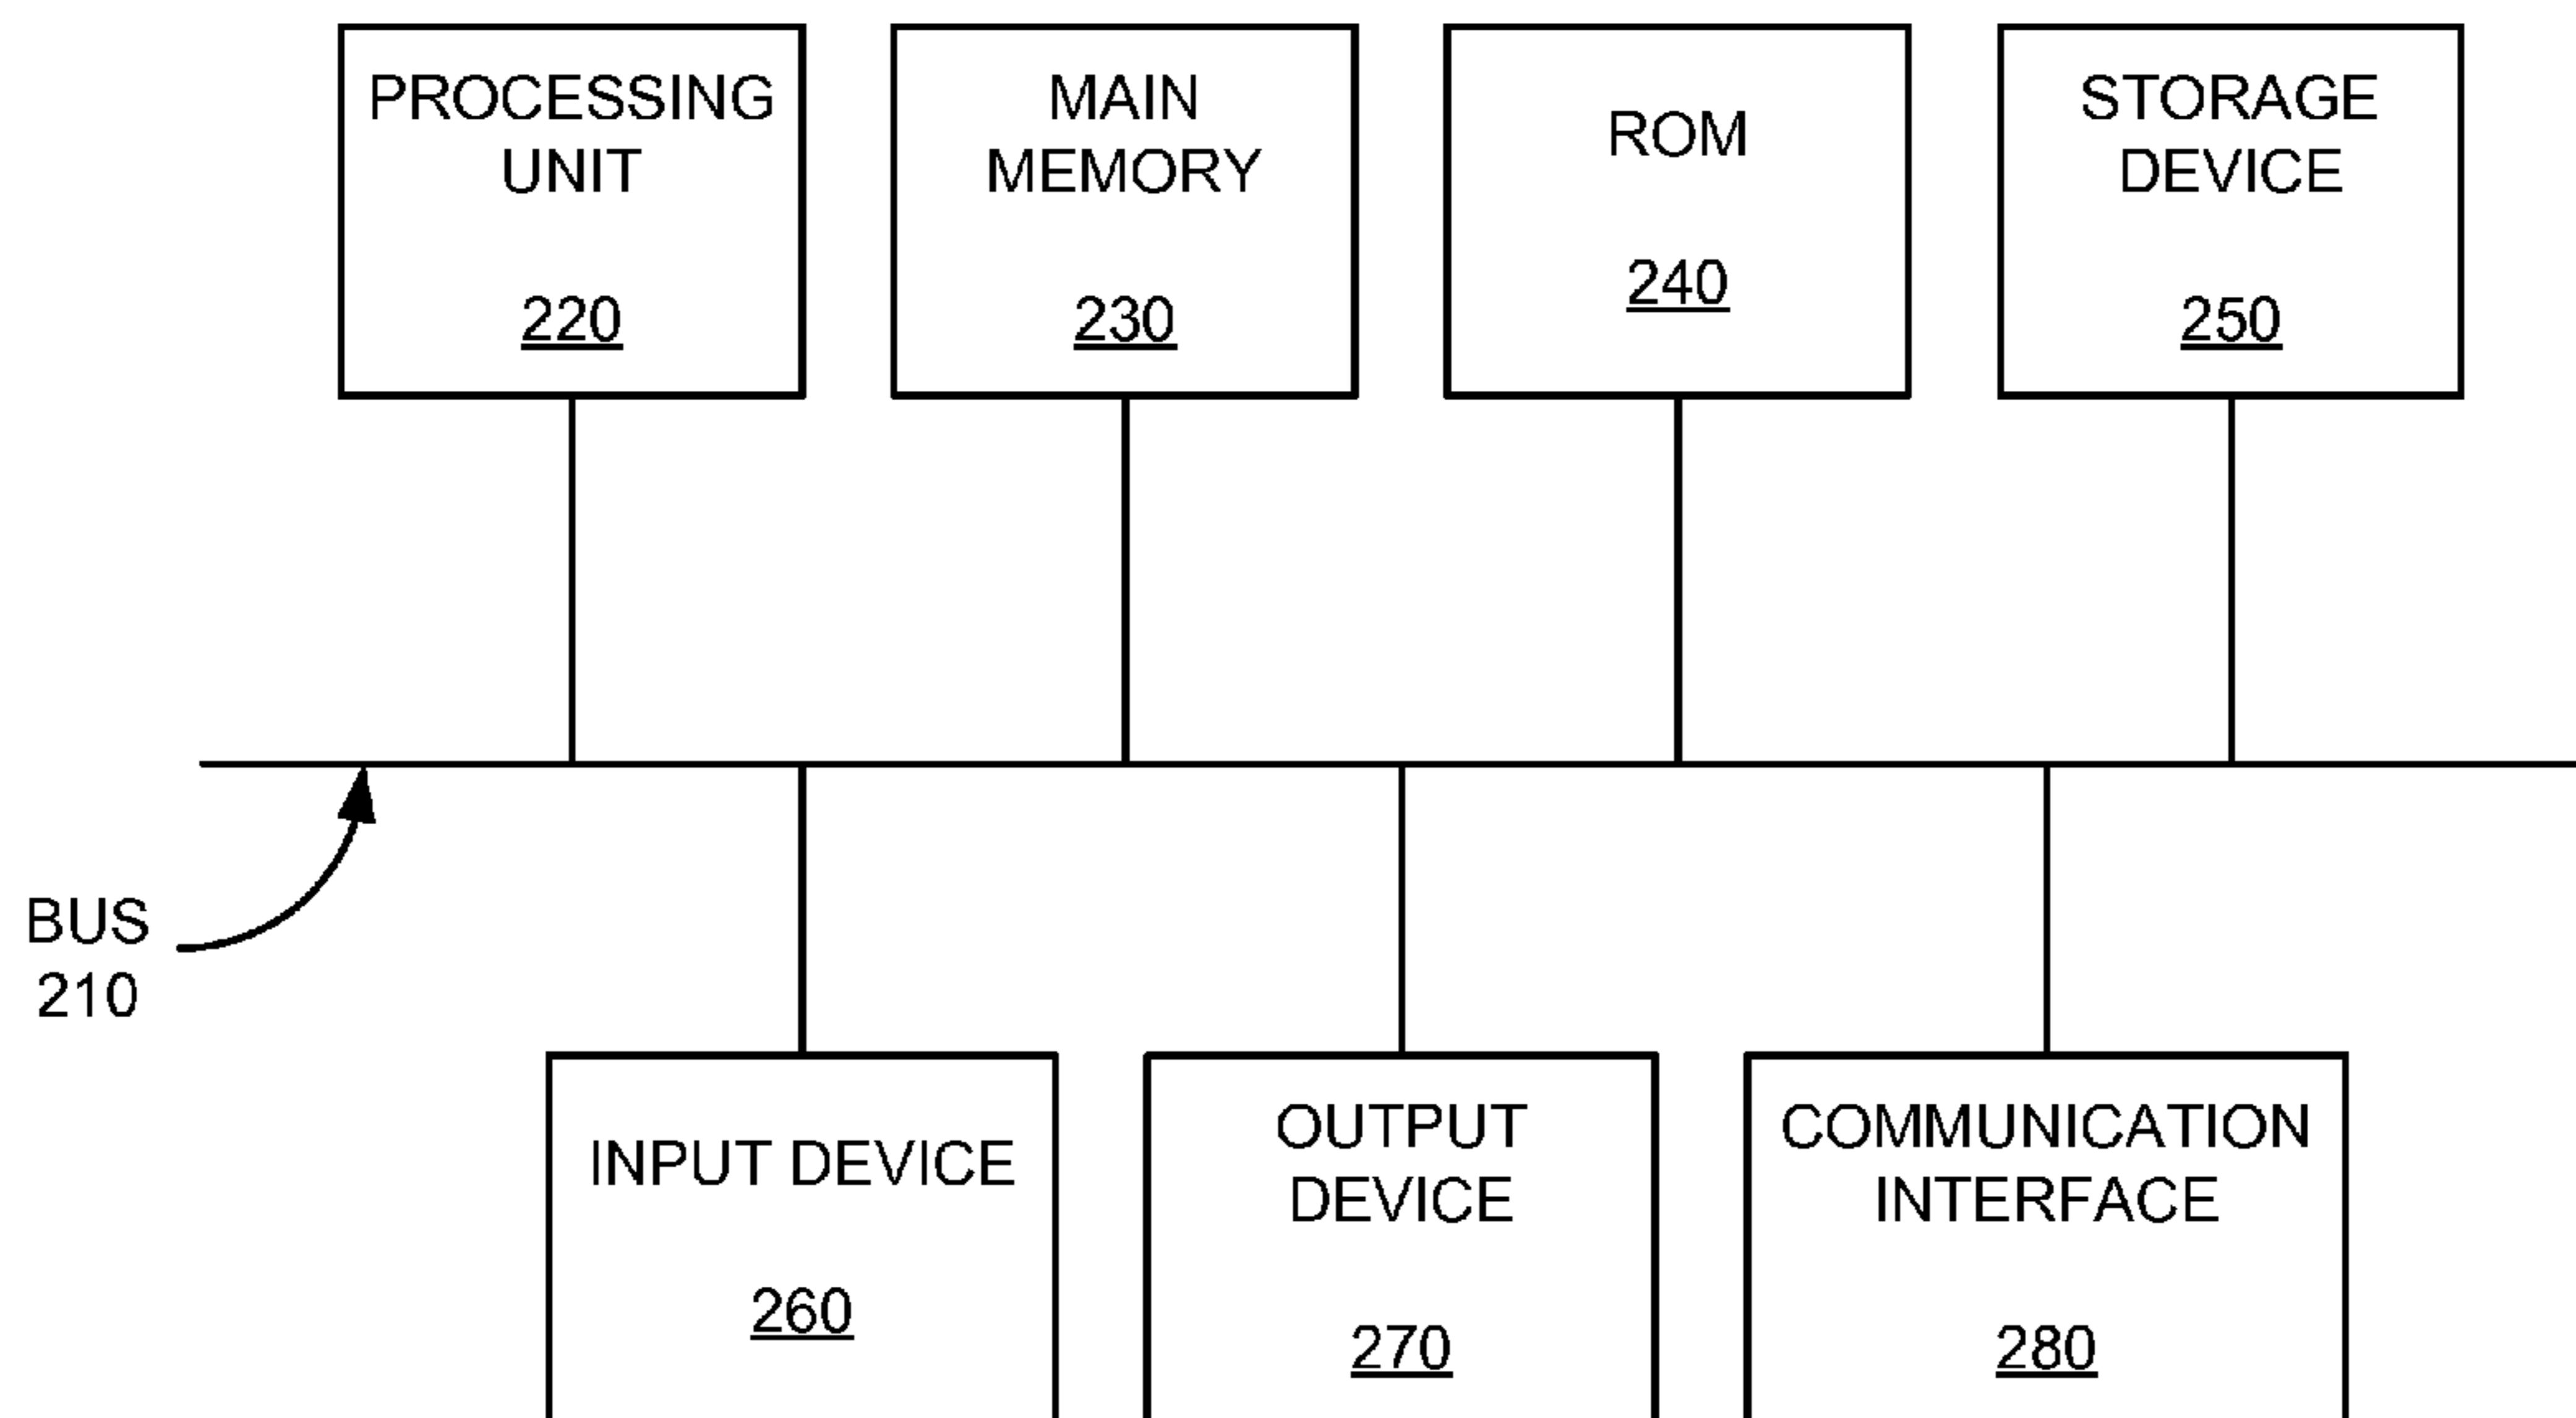 PROCESSING
UNIT
220
MAIN
MEMORY
230
ROM
240
STORAGE
DEVICE
250
BUS
210
INPUT DEVICE
260
OUTPUT
DEVICE
270
COMMUNICATION
INTERFACE
280